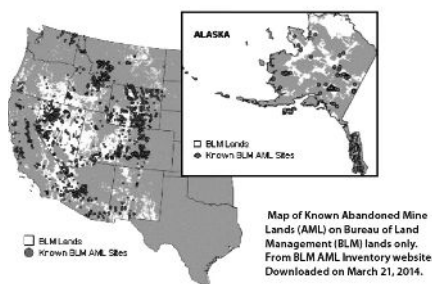 ALASKA
BLM Lands
Known BLM AML Sites
BLM Lands
Known BLM AML Sites
Map of Known Abandoned Mine
Lands (AML) on Bureau of Land
Management (BLM) lands only.
From BLM AML Inventory website.
Downloaded on March 21, 2014.